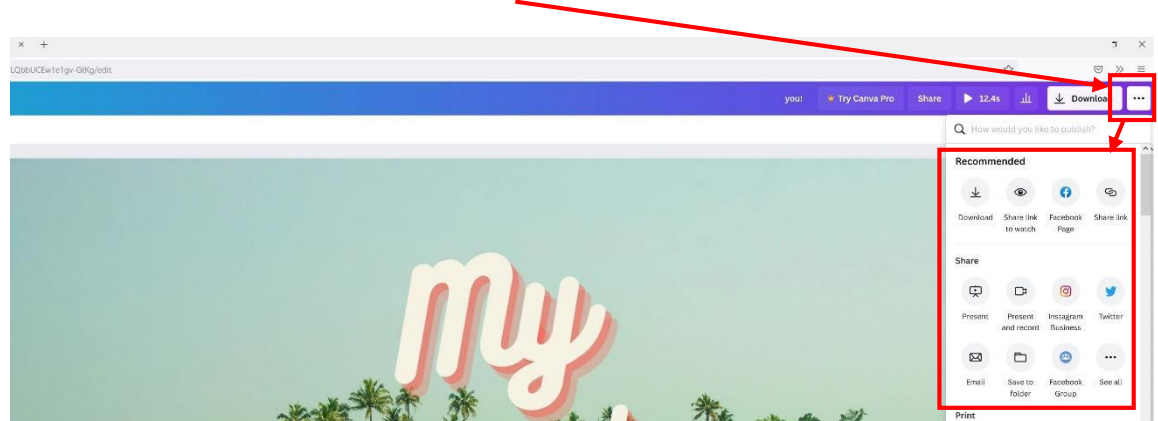 × +
LQbbUCEw1e1gv-GtKg/edit
you! Try Canva Pro Share 12.4s Download ...
How would you like to publish?
Recommended
Download Share link to watch Facebook Page Share link
Share
Present Present and record Instagram Business Twitter
Email Save to folder Facebook Group See all
Print
My